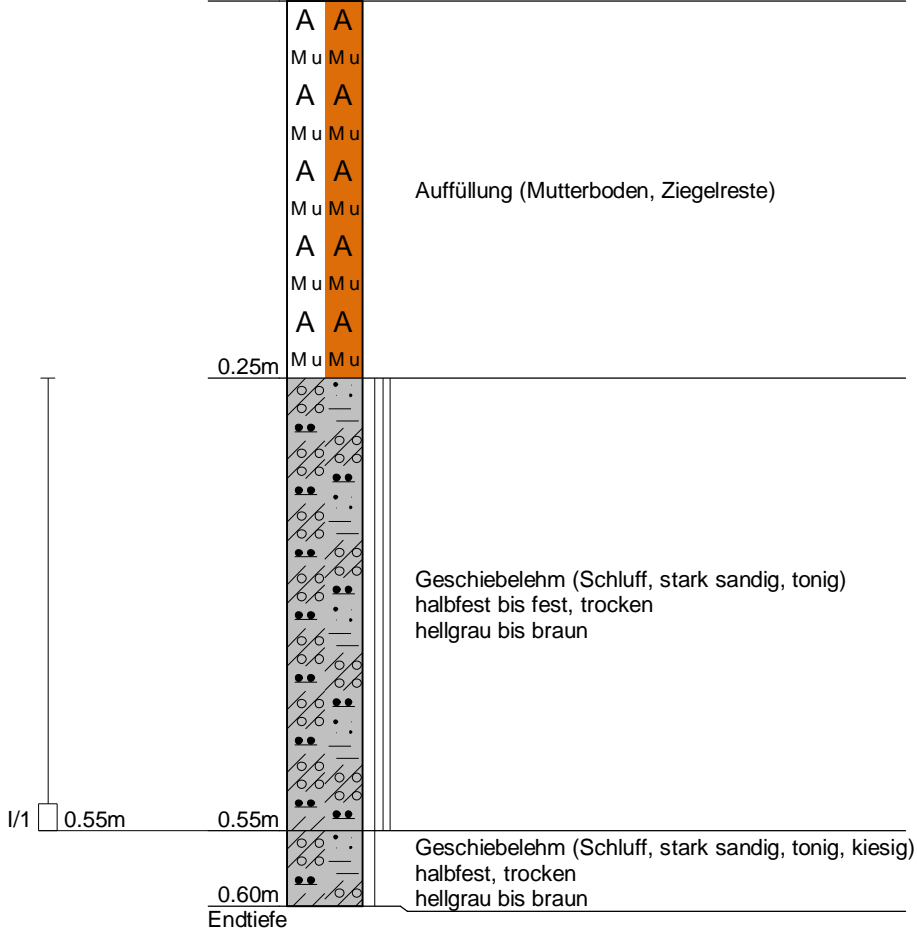 A A
Mu Mu
A A
Mu Mu
A A
Mu Mu
A A
Mu Mu
A A
Mu Mu
Auffüllung (Mutterboden, Ziegelreste)
0.25m
Geschiebelehm (Schluff, stark sandig, tonig)
halbfest bis fest, trocken
hellgrau bis braun
I/1 0.55m 0.55m
Geschiebelehm (Schluff, stark sandig, tonig, kiesig)
halbfest, trocken
hellgrau bis braun
0.60m
Endtiefe